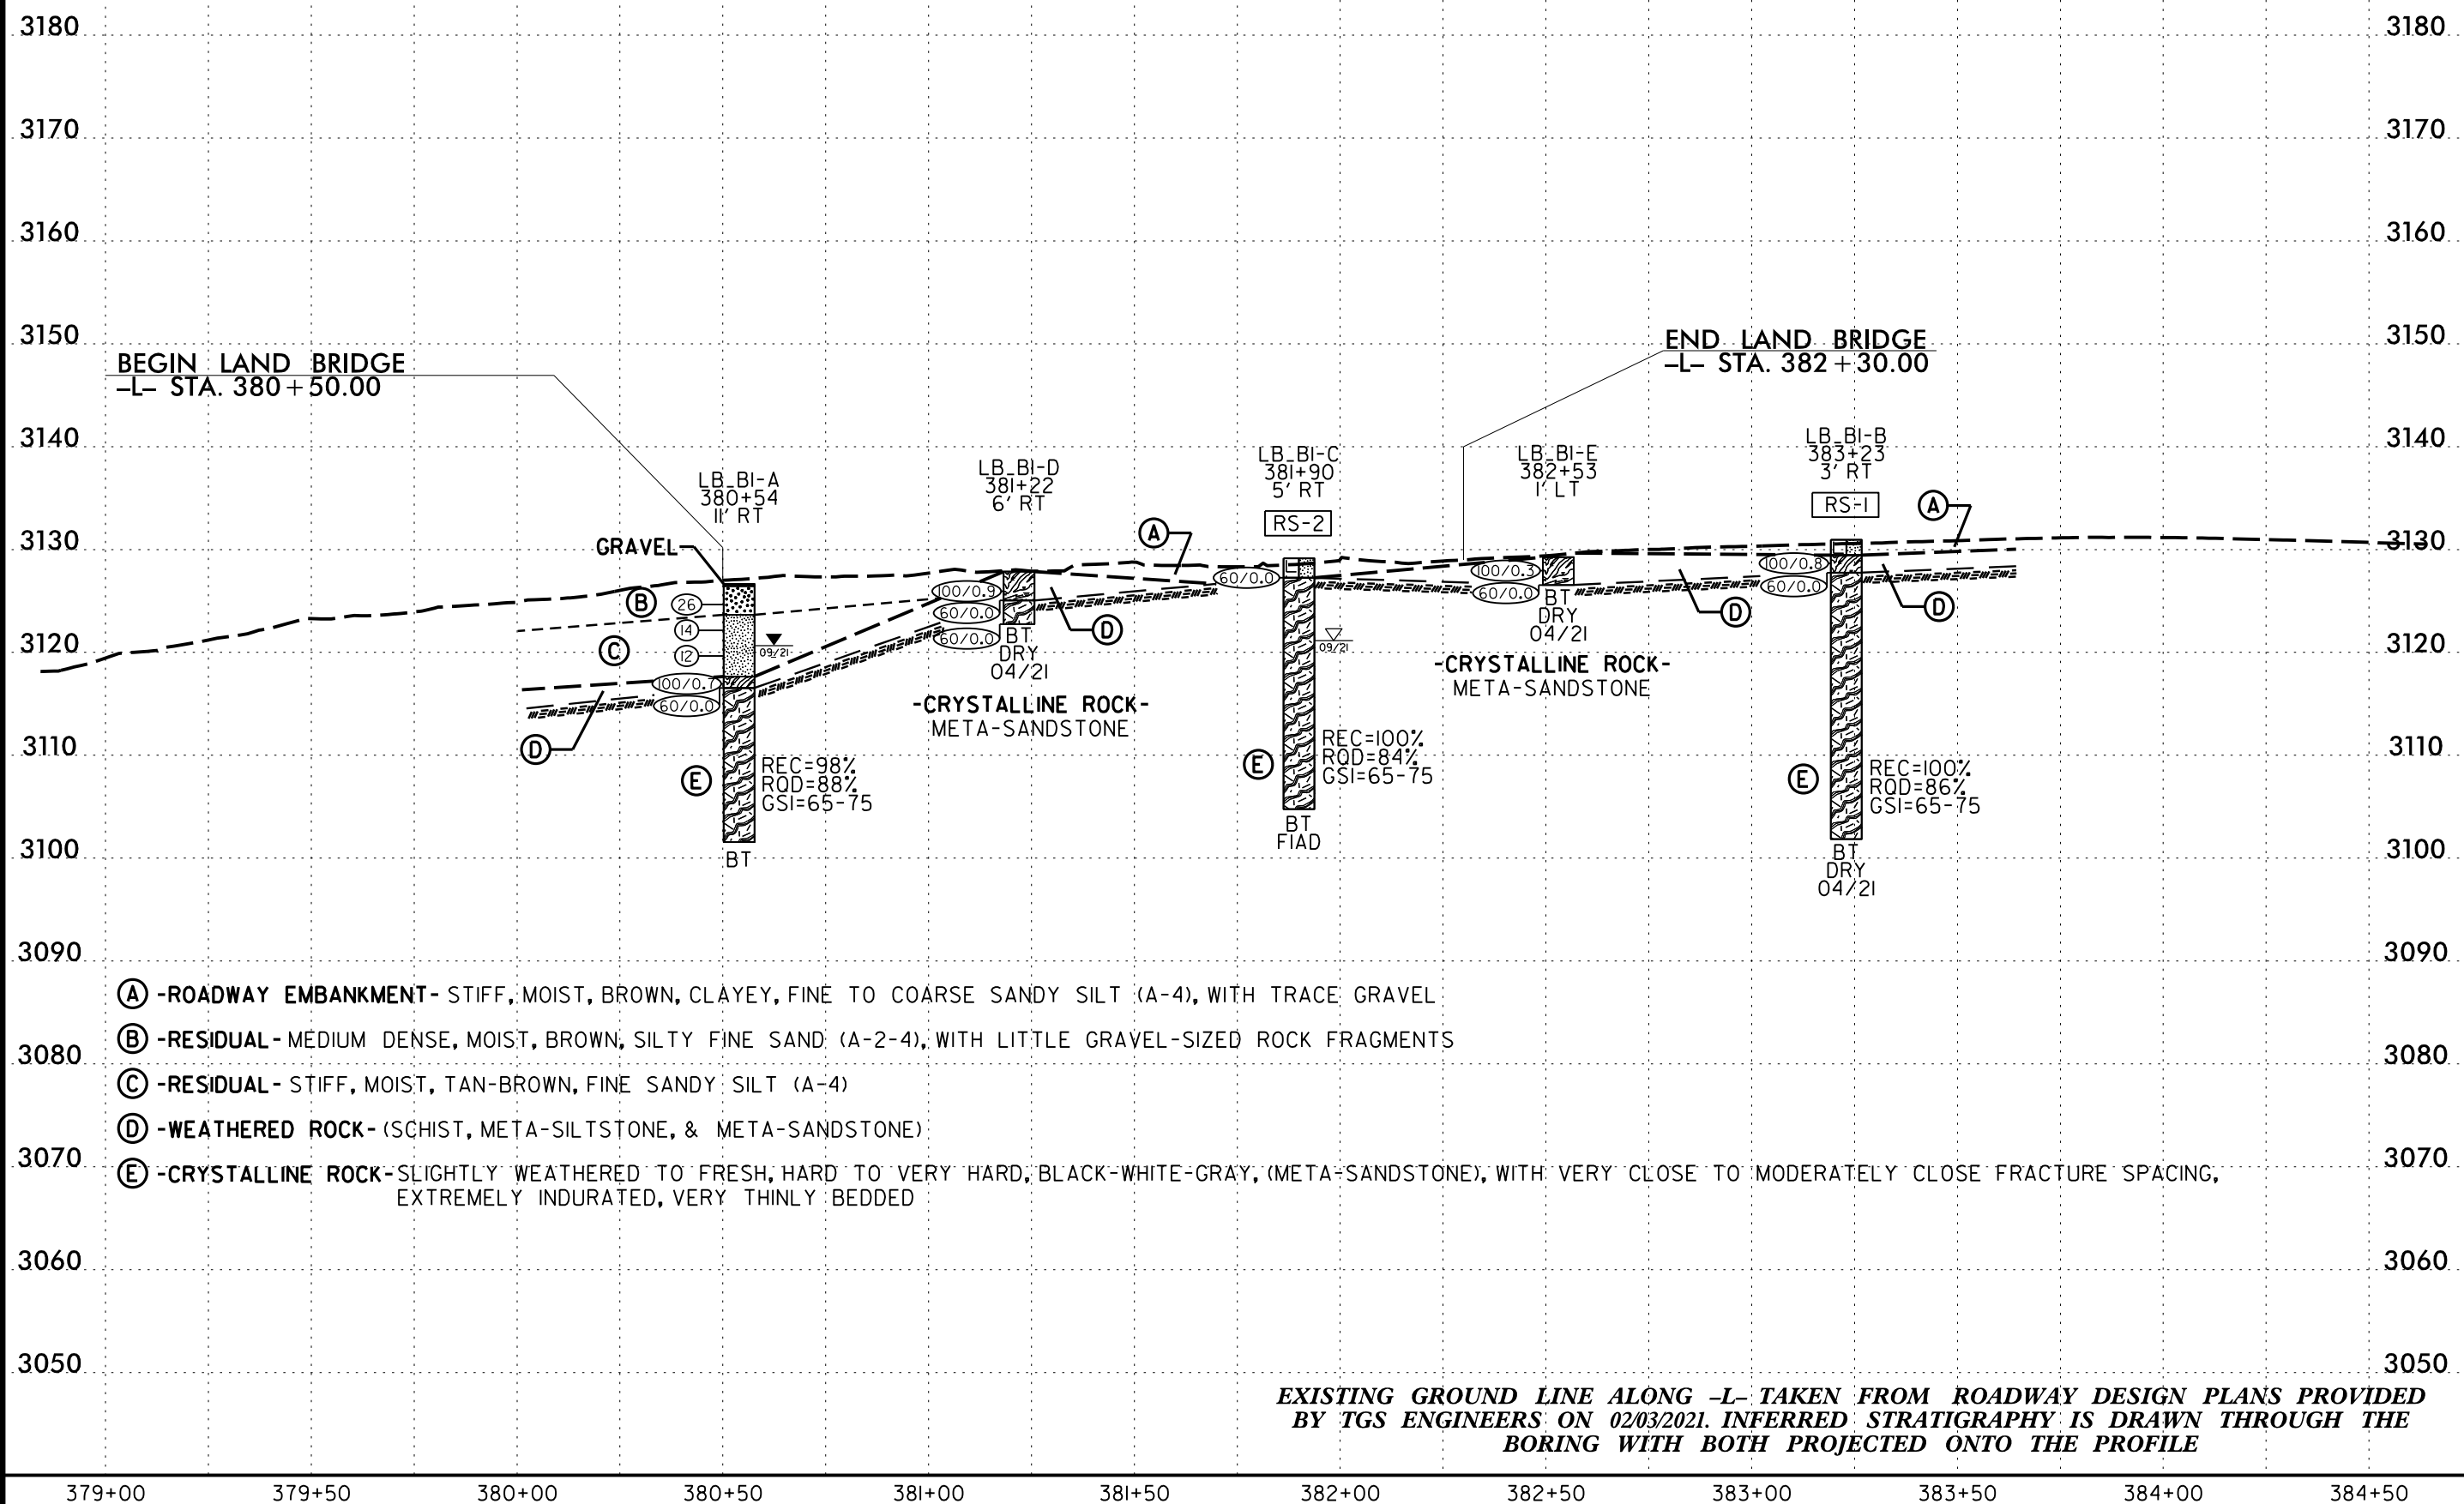 3180 3180
3170 3170
3160 3160
3150 3150
END LAND BRIDGE
-L- STA. 382+30.00
BEGIN LAND BRIDGE
-L- STA. 380+50.00
3140 3140
LB_B1-A
380+54
11' RT
LB_B1-D
381+22
6' RT
LB_B1-C
381+90
5' RT
RS-2
LB_B1-E
382+53
1' LT
LB_B1-B
383+23
3' RT
RS-1
A
A
3130 3130
GRAVEL
B
26
14
C
12
09/21
100/0.7
60/0.0
D
100/0.9
60/0.0
60/0.0
BT
DRY
04/21
D
-CRYSTALLINE ROCK-
META-SANDSTONE
60/0.0
09/21
100/0.3
60/0.0
BT
DRY
04/21
-CRYSTALLINE ROCK-
META-SANDSTONE
D
100/0.8
60/0.0
D
3120 3120
3110 3110
E
REC=98%
RQD=88%
GSI=65-75
BT
E
REC=100%
RQD=84%
GSI=65-75
BT
FIAD
E
REC=100%
RQD=86%
GSI=65-75
BT
DRY
04/21
3100 3100
3090 3090
A -ROADWAY EMBANKMENT- STIFF, MOIST, BROWN, CLAYEY, FINE TO COARSE SANDY SILT (A-4), WITH TRACE GRAVEL
B -RESIDUAL- MEDIUM DENSE, MOIST, BROWN, SILTY FINE SAND (A-2-4), WITH LITTLE GRAVEL-SIZED ROCK FRAGMENTS
3080 3080
C -RESIDUAL- STIFF, MOIST, TAN-BROWN, FINE SANDY SILT (A-4)
D -WEATHERED ROCK- (SCHIST, META-SILTSTONE, & META-SANDSTONE)
3070 3070
E -CRYSTALLINE ROCK- SLIGHTLY WEATHERED TO FRESH, HARD TO VERY HARD, BLACK-WHITE-GRAY, (META-SANDSTONE), WITH VERY CLOSE TO MODERATELY CLOSE FRACTURE SPACING,
EXTREMELY INDURATED, VERY THINLY BEDDED
3060 3060
3050 3050
EXISTING GROUND LINE ALONG -L- TAKEN FROM ROADWAY DESIGN PLANS PROVIDED
BY TGS ENGINEERS ON 02/03/2021. INFERRED STRATIGRAPHY IS DRAWN THROUGH THE
BORING WITH BOTH PROJECTED ONTO THE PROFILE
379+00 379+50 380+00 380+50 381+00 381+50 382+00 382+50 383+00 383+50 384+00 384+50